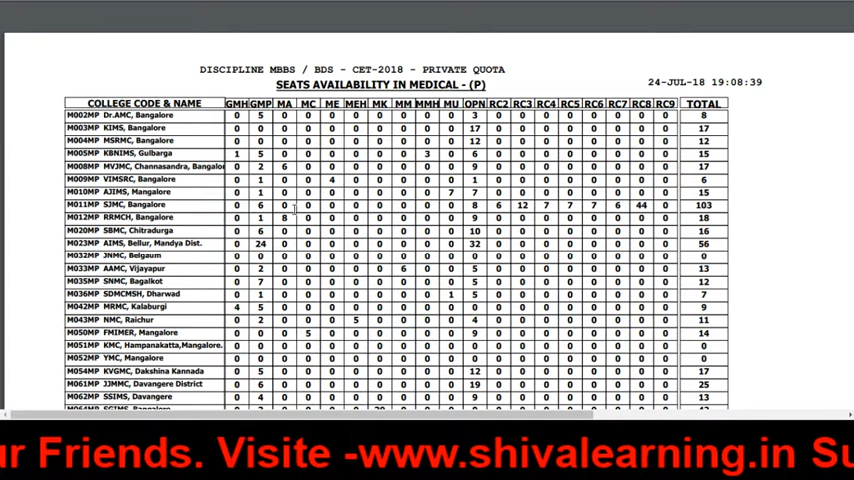 DISCIPLINE MBBS / BDS - CET-2018 - PRIVATE QUOTA
SEATS AVAILABILITY IN MEDICAL - (P)
24-JUL-18 19:08:39
COLLEGE CODE & NAME GMH GMP MA MC ME MEH MK MM MMH MU OPN RC2 RC3 RC4 RC5 RC6 RC7 RC8 RC9 TOTAL
M002MP Dr.AMC, Bangalore 0 5 0 0 0 0 0 0 0 0 3 0 0 0 0 0 0 0 0 8
M003MP KIMS, Bangalore 0 0 0 0 0 0 0 0 0 0 17 0 0 0 0 0 0 0 0 17
M004MP MSRMC, Bangalore 0 0 0 0 0 0 0 0 0 0 12 0 0 0 0 0 0 0 0 12
M005MP KBNIMS, Gulbarga 1 5 0 0 0 0 0 0 3 0 6 0 0 0 0 0 0 0 0 15
M008MP MVJMC, Channasandra, Bangalor 0 2 6 0 0 0 0 0 0 0 9 0 0 0 0 0 0 0 0 17
M009MP VIMSRC, Bangalore 0 1 0 0 4 0 0 0 0 0 1 0 0 0 0 0 0 0 0 6
M010MP AJIMS, Mangalore 0 1 0 0 0 0 0 0 0 7 7 0 0 0 0 0 0 0 0 15
M011MP SJMC, Bangalore 0 6 0 0 0 0 0 0 0 0 8 6 12 7 7 7 6 44 0 103
M012MP RRMCH, Bangalore 0 1 8 0 0 0 0 0 0 0 9 0 0 0 0 0 0 0 0 18
M020MP SBMC, Chitradurga 0 6 0 0 0 0 0 0 0 0 10 0 0 0 0 0 0 0 0 16
M023MP AIMS, Bellur, Mandya Dist. 0 24 0 0 0 0 0 0 0 0 32 0 0 0 0 0 0 0 0 56
M032MP JNMC, Belgaum 0 0 0 0 0 0 0 0 0 0 0 0 0 0 0 0 0 0 0 0
M033MP AAMC, Vijayapur 0 2 0 0 0 0 0 6 0 0 5 0 0 0 0 0 0 0 0 13
M035MP SNMC, Bagalkot 0 7 0 0 0 0 0 0 0 0 5 0 0 0 0 0 0 0 0 12
M036MP SDMCMSH, Dharwad 0 1 0 0 0 0 0 0 0 1 5 0 0 0 0 0 0 0 0 7
M042MP MRMC, Kalaburgi 4 5 0 0 0 0 0 0 0 0 0 0 0 0 0 0 0 0 0 9
M043MP NMC, Raichur 0 2 0 0 0 5 0 0 0 0 4 0 0 0 0 0 0 0 0 11
M050MP FMIMER, Mangalore 0 0 0 5 0 0 0 0 0 0 9 0 0 0 0 0 0 0 0 14
M051MP KMC, Hampanakatta,Mangalore. 0 0 0 0 0 0 0 0 0 0 0 0 0 0 0 0 0 0 0 0
M052MP YMC, Mangalore 0 0 0 0 0 0 0 0 0 0 0 0 0 0 0 0 0 0 0 0
M054MP KVGMC, Dakshina Kannada 0 5 0 0 0 0 0 0 0 0 12 0 0 0 0 0 0 0 0 17
M061MP JJMMC, Davangere District 0 6 0 0 0 0 0 0 0 0 19 0 0 0 0 0 0 0 0 25
M062MP SSIMS, Davangere 0 4 0 0 0 0 0 0 0 0 9 0 0 0 0 0 0 0 0 13
ur Friends. Visite -www.shivalearning.in Su